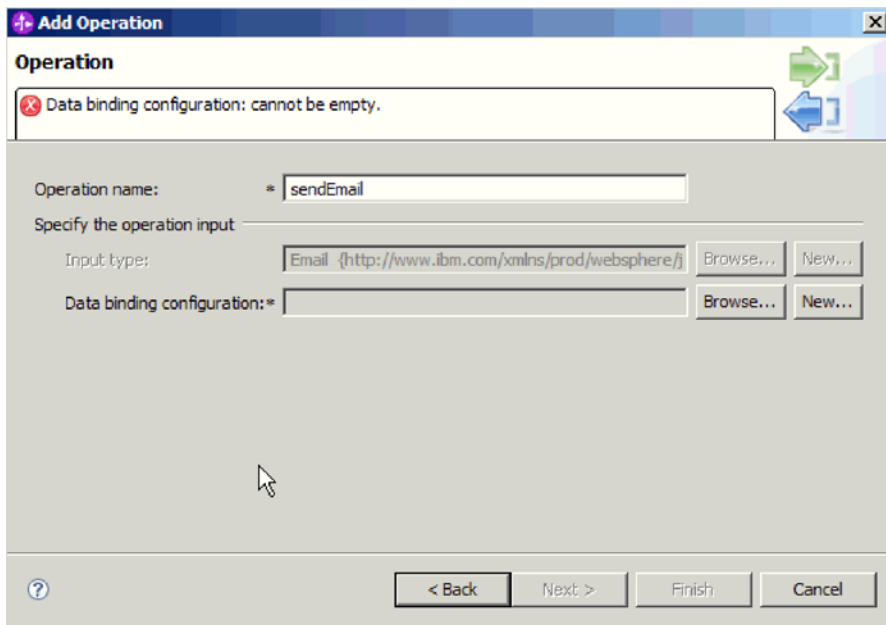 Add Operation
Operation
Data binding configuration: cannot be empty.
Operation name: * sendEmail
Specify the operation input
Input type: Email {http://www.ibm.com/xmlns/prod/websphere/j Browse... New...
Data binding configuration:* Browse... New...
? < Back Next > Finish Cancel